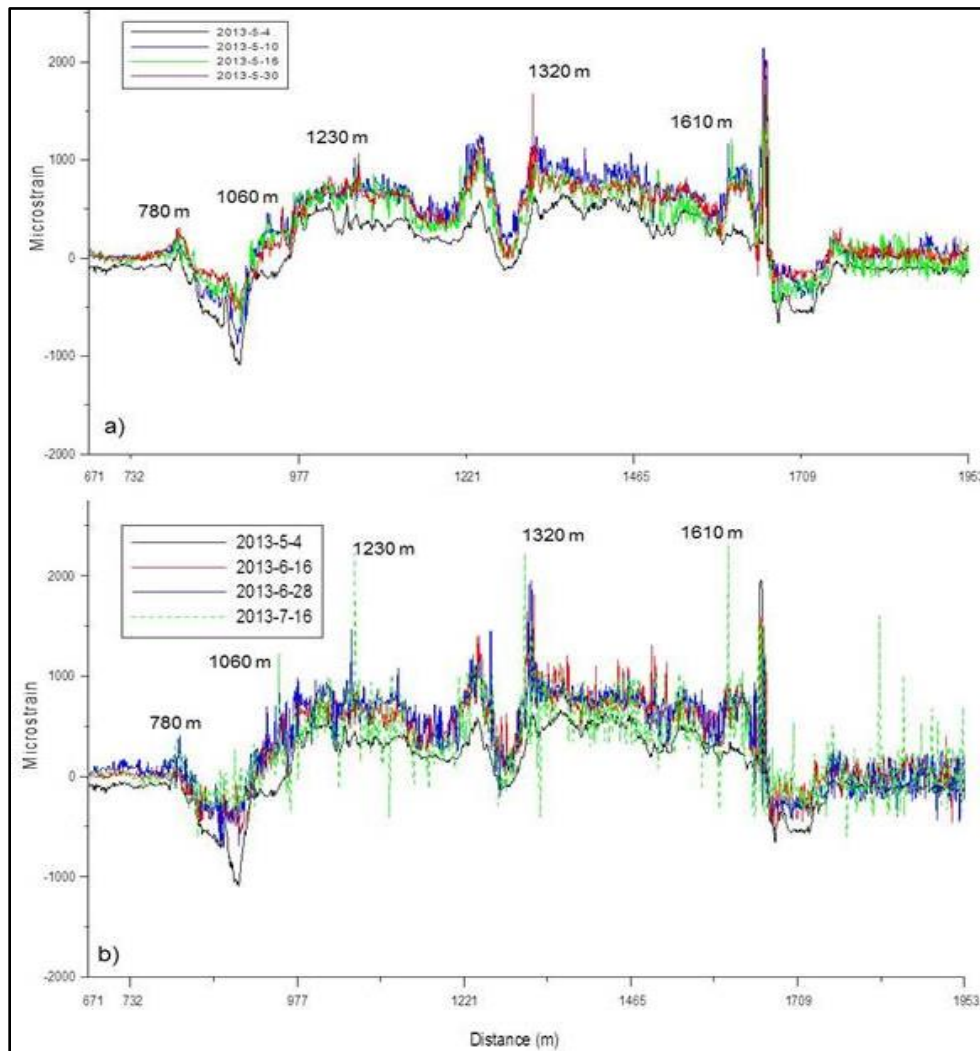 2013-5-4
2013-5-10
2013-5-16
2013-5-30
2000
1320 m
1230 m
1610 m
1000
780 m
1060 m
Microstrain
0
-1000
a)
-2000
671 732 977 1221 1465 1709 1953
2013-5-4
2013-6-16
2013-6-28
2013-7-16
1230 m
1320 m
1610 m
2000
1060 m
1000
780 m
Microstrain
0
-1000
b)
-2000
671 732 977 1221 1465 1709 1953
Distance (m)